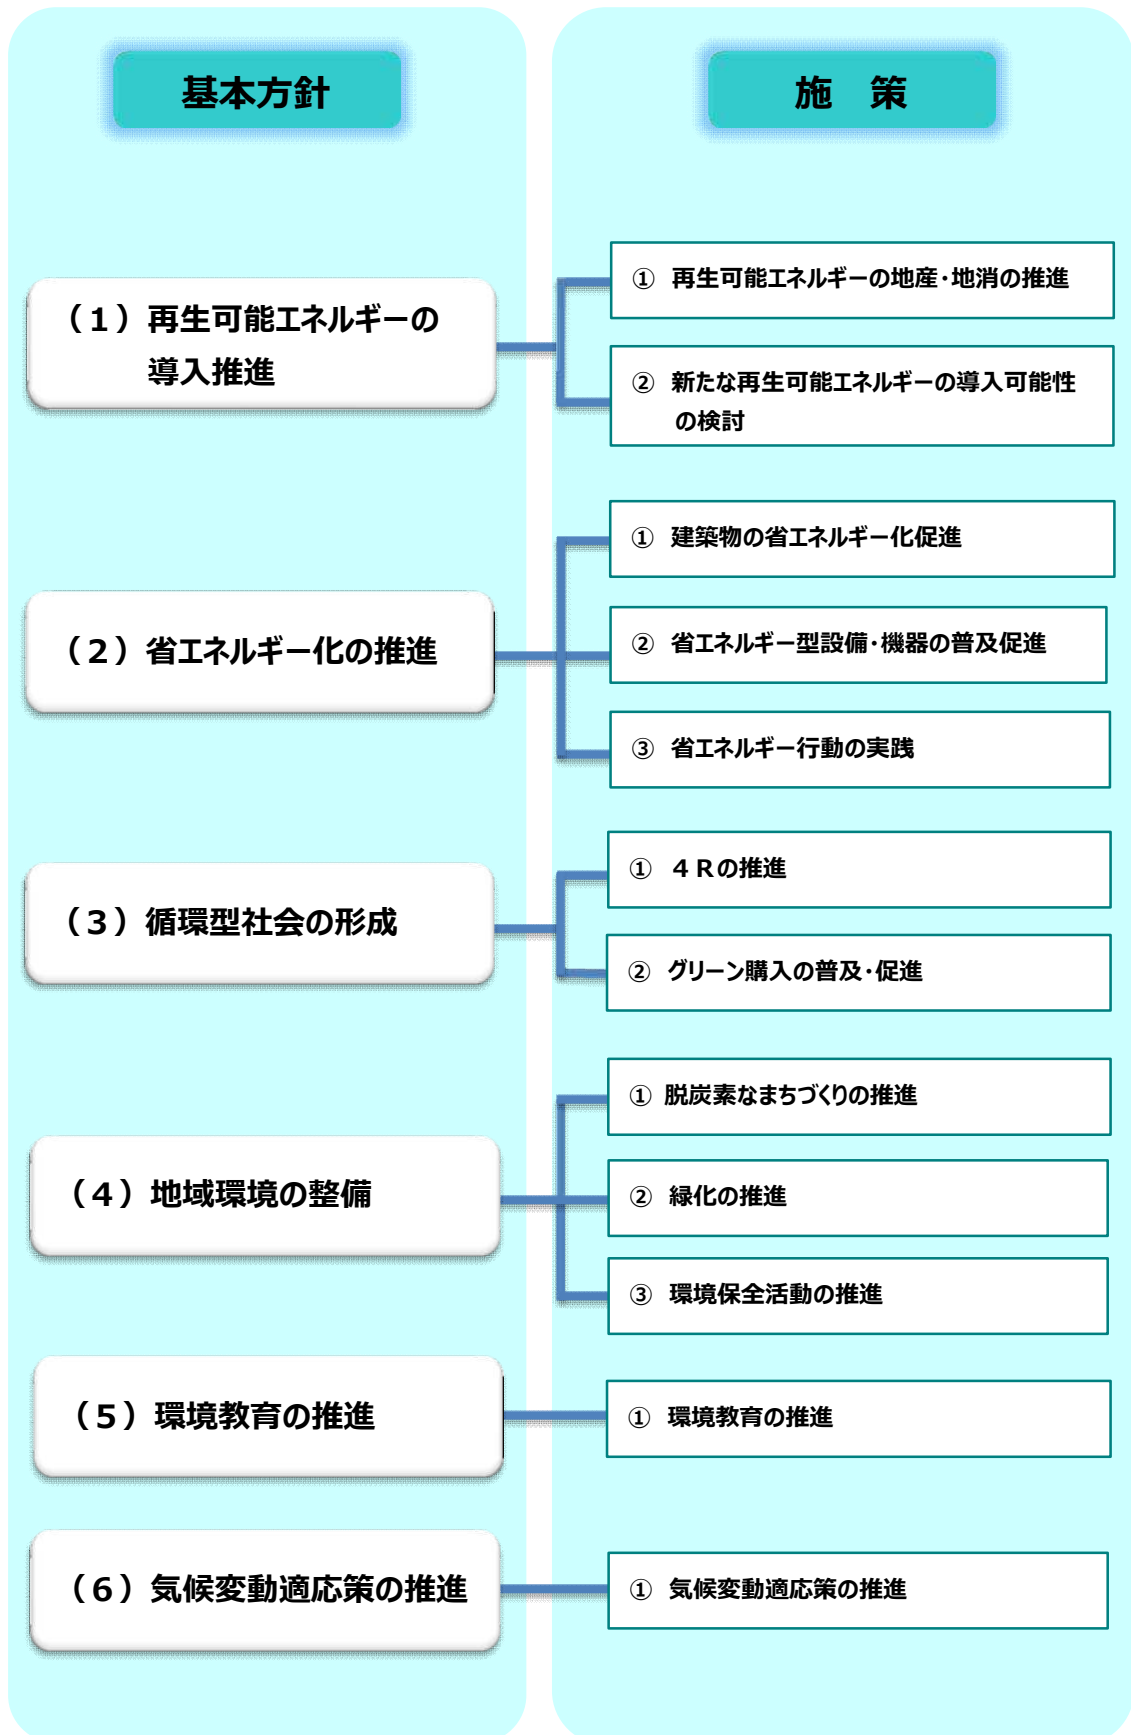 基本方針
施　策
（１）再生可能エネルギーの
導入推進
① 再生可能エネルギーの地産・地消の推進
② 新たな再生可能エネルギーの導入可能性
の検討
（２）省エネルギー化の推進
① 建築物の省エネルギー化促進
② 省エネルギー型設備・機器の普及促進
③ 省エネルギー行動の実践
（３）循環型社会の形成
① ４Ｒの推進
② グリーン購入の普及・促進
（４）地域環境の整備
① 脱炭素なまちづくりの推進
② 緑化の推進
③ 環境保全活動の推進
（５）環境教育の推進
① 環境教育の推進
（６）気候変動適応策の推進
① 気候変動適応策の推進